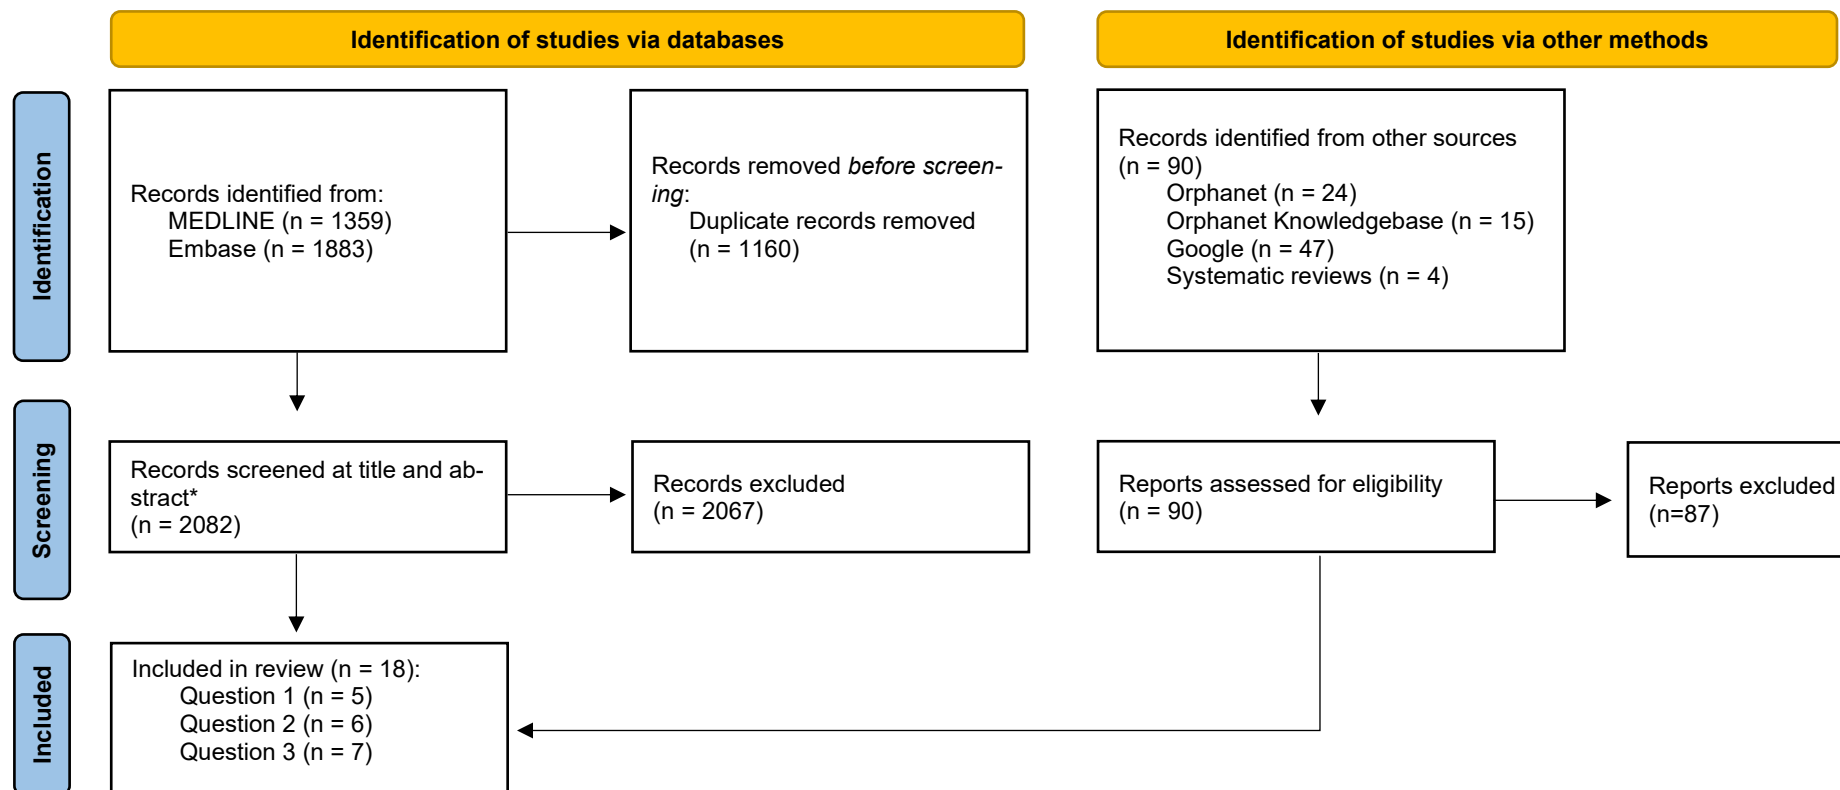 Identification of studies via databases
Identification of studies via other methods
Identification
Records identified from:
MEDLINE (n = 1359)
Embase (n = 1883)
Records removed before screen-
ing:
Duplicate records removed
(n = 1160)
Records identified from other sources
(n = 90)
Orphanet (n = 24)
Orphanet Knowledgebase (n = 15)
Google (n = 47)
Systematic reviews (n = 4)
Screening
Records screened at title and ab-
stract*
(n = 2082)
Records excluded
(n = 2067)
Reports assessed for eligibility
(n = 90)
Reports excluded
(n=87)
Included
Included in review (n = 18):
Question 1 (n = 5)
Question 2 (n = 6)
Question 3 (n = 7)